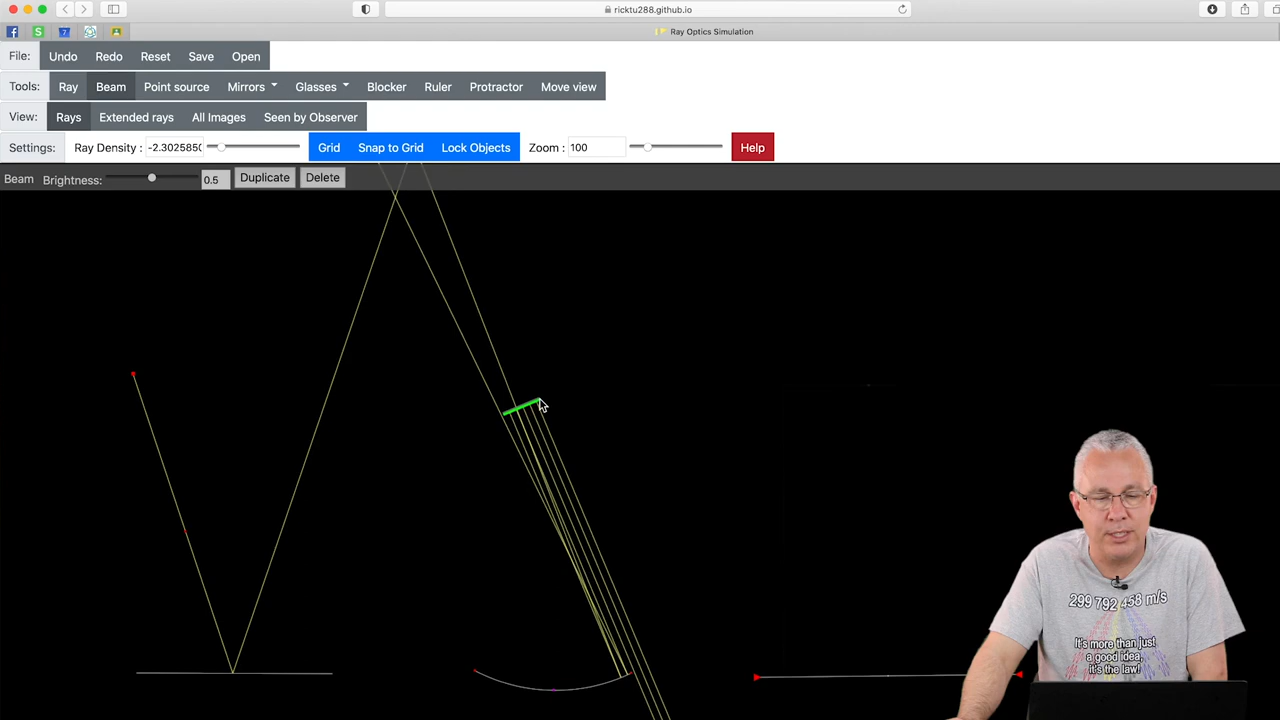 ricktu288.github.io
S
7
Ray Optics Simulation
File: Undo Redo Reset Save Open
Tools: Ray Beam Point source Mirrors Glasses Blocker Ruler Protractor Move view
View: Rays Extended rays All Images Seen by Observer
Settings: Ray Density : -2.3025850 Grid Snap to Grid Lock Objects Zoom : 100 Help
Beam Brightness: 0.5 Duplicate Delete
299 792 458 m/s
It's more than just
a good idea,
it's the law!